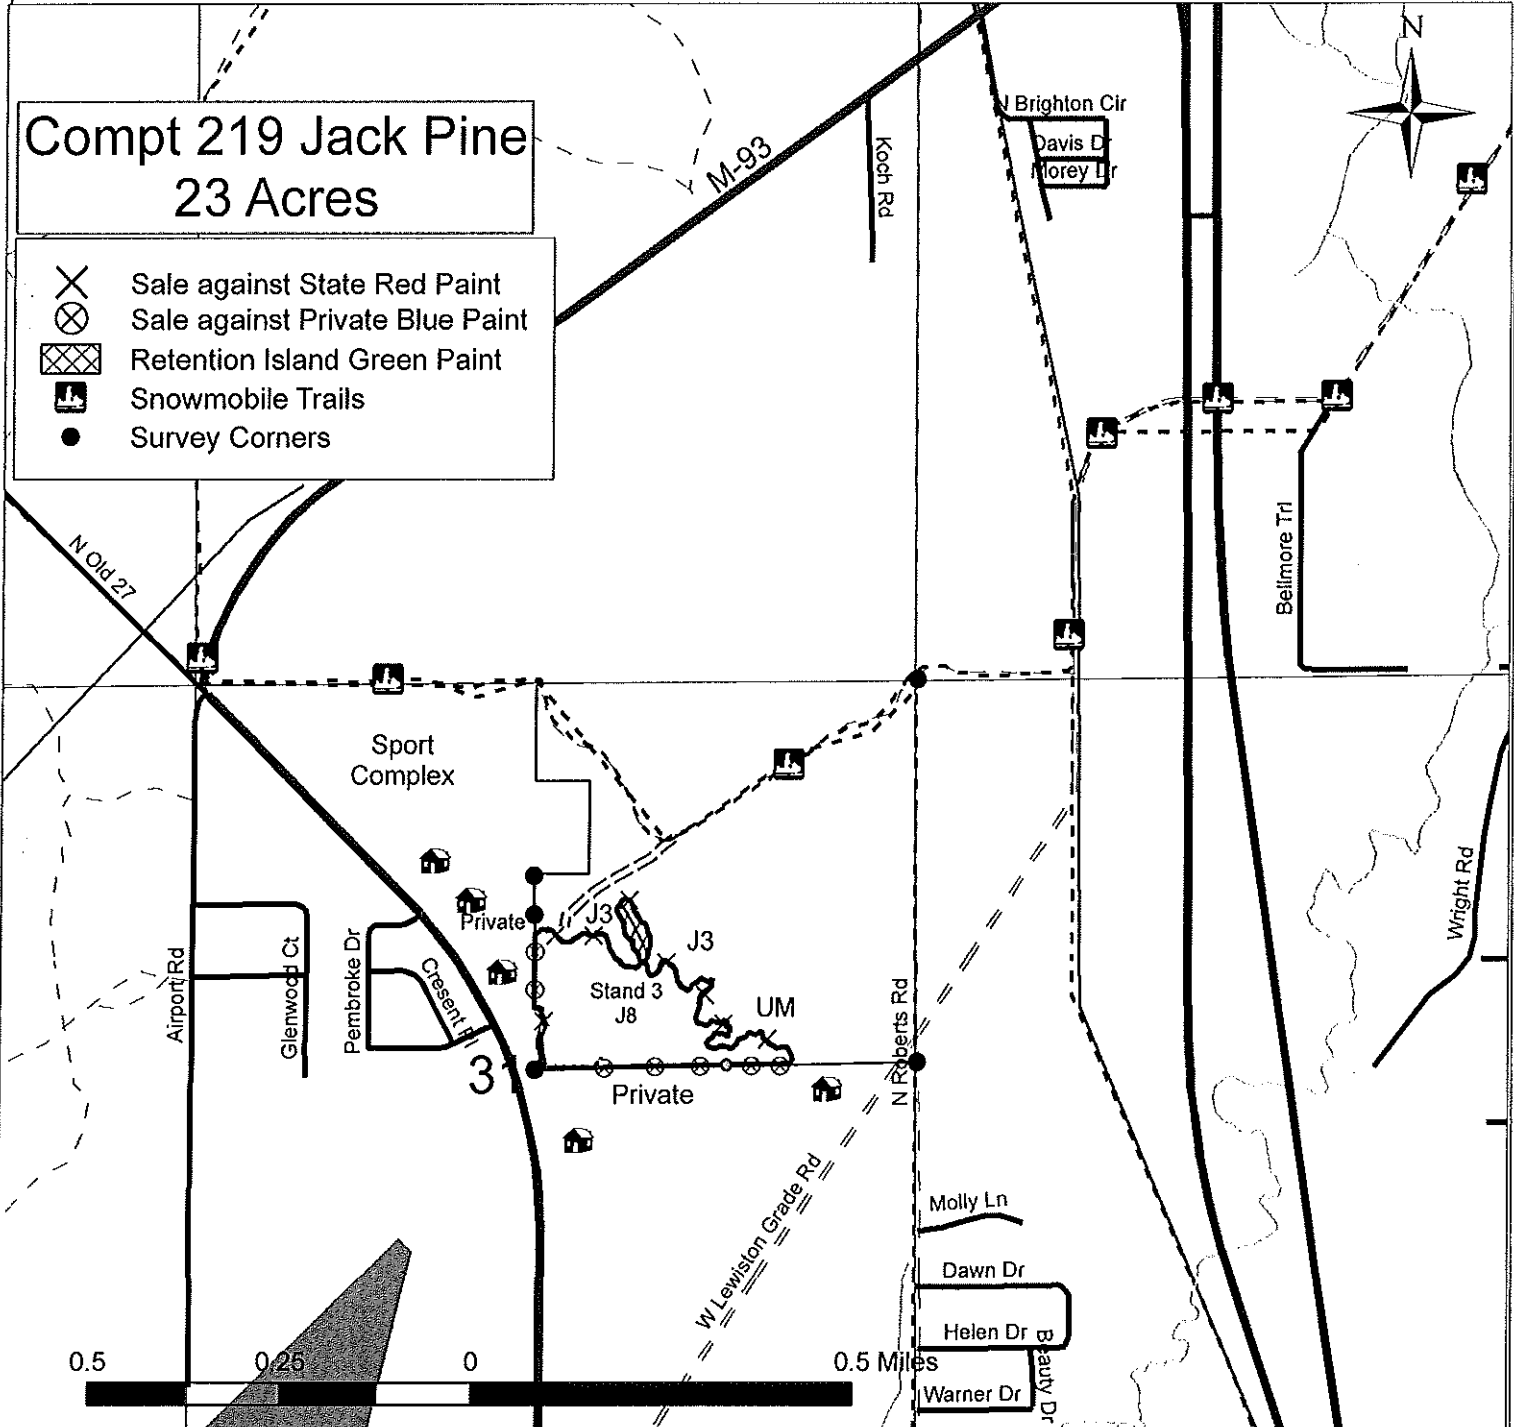 N
Compt 219 Jack Pine
23 Acres
Sale against State Red Paint
Sale against Private Blue Paint
Retention Island Green Paint
Snowmobile Trails
Survey Corners
M-93
Koch Rd
N Brighton Cir
Davis Dr
Morey Dr
N Old 27
Bellmore Trl
Sport
Complex
Private
J3
J3
Stand 3
J8
UM
Airport Rd
Glenwood Ct
Pembroke Dr
Cresent
31
Private
N Roberts Rd
Wright Rd
W Lewiston Grade Rd
Molly Ln
Dawn Dr
Helen Dr
Beauty Dr
Warner Dr
0.5 0.25 0 0.5 Miles